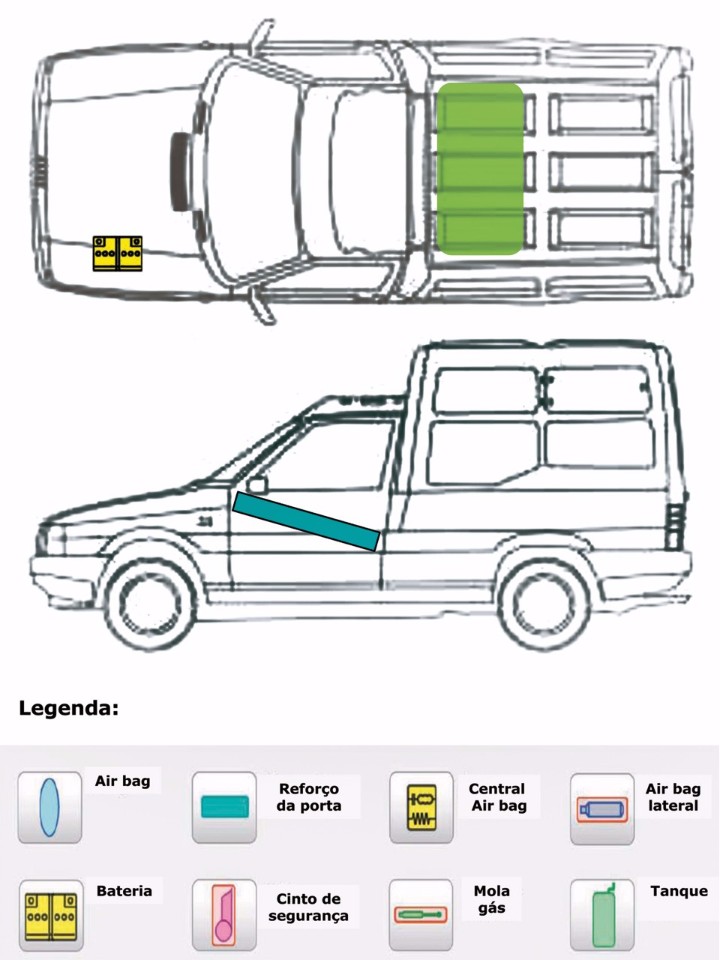 Legenda:
Air bag
Reforço
da porta
Central
Air bag
Air bag
lateral
Bateria
Cinto de
segurança
Mola
gás
Tanque